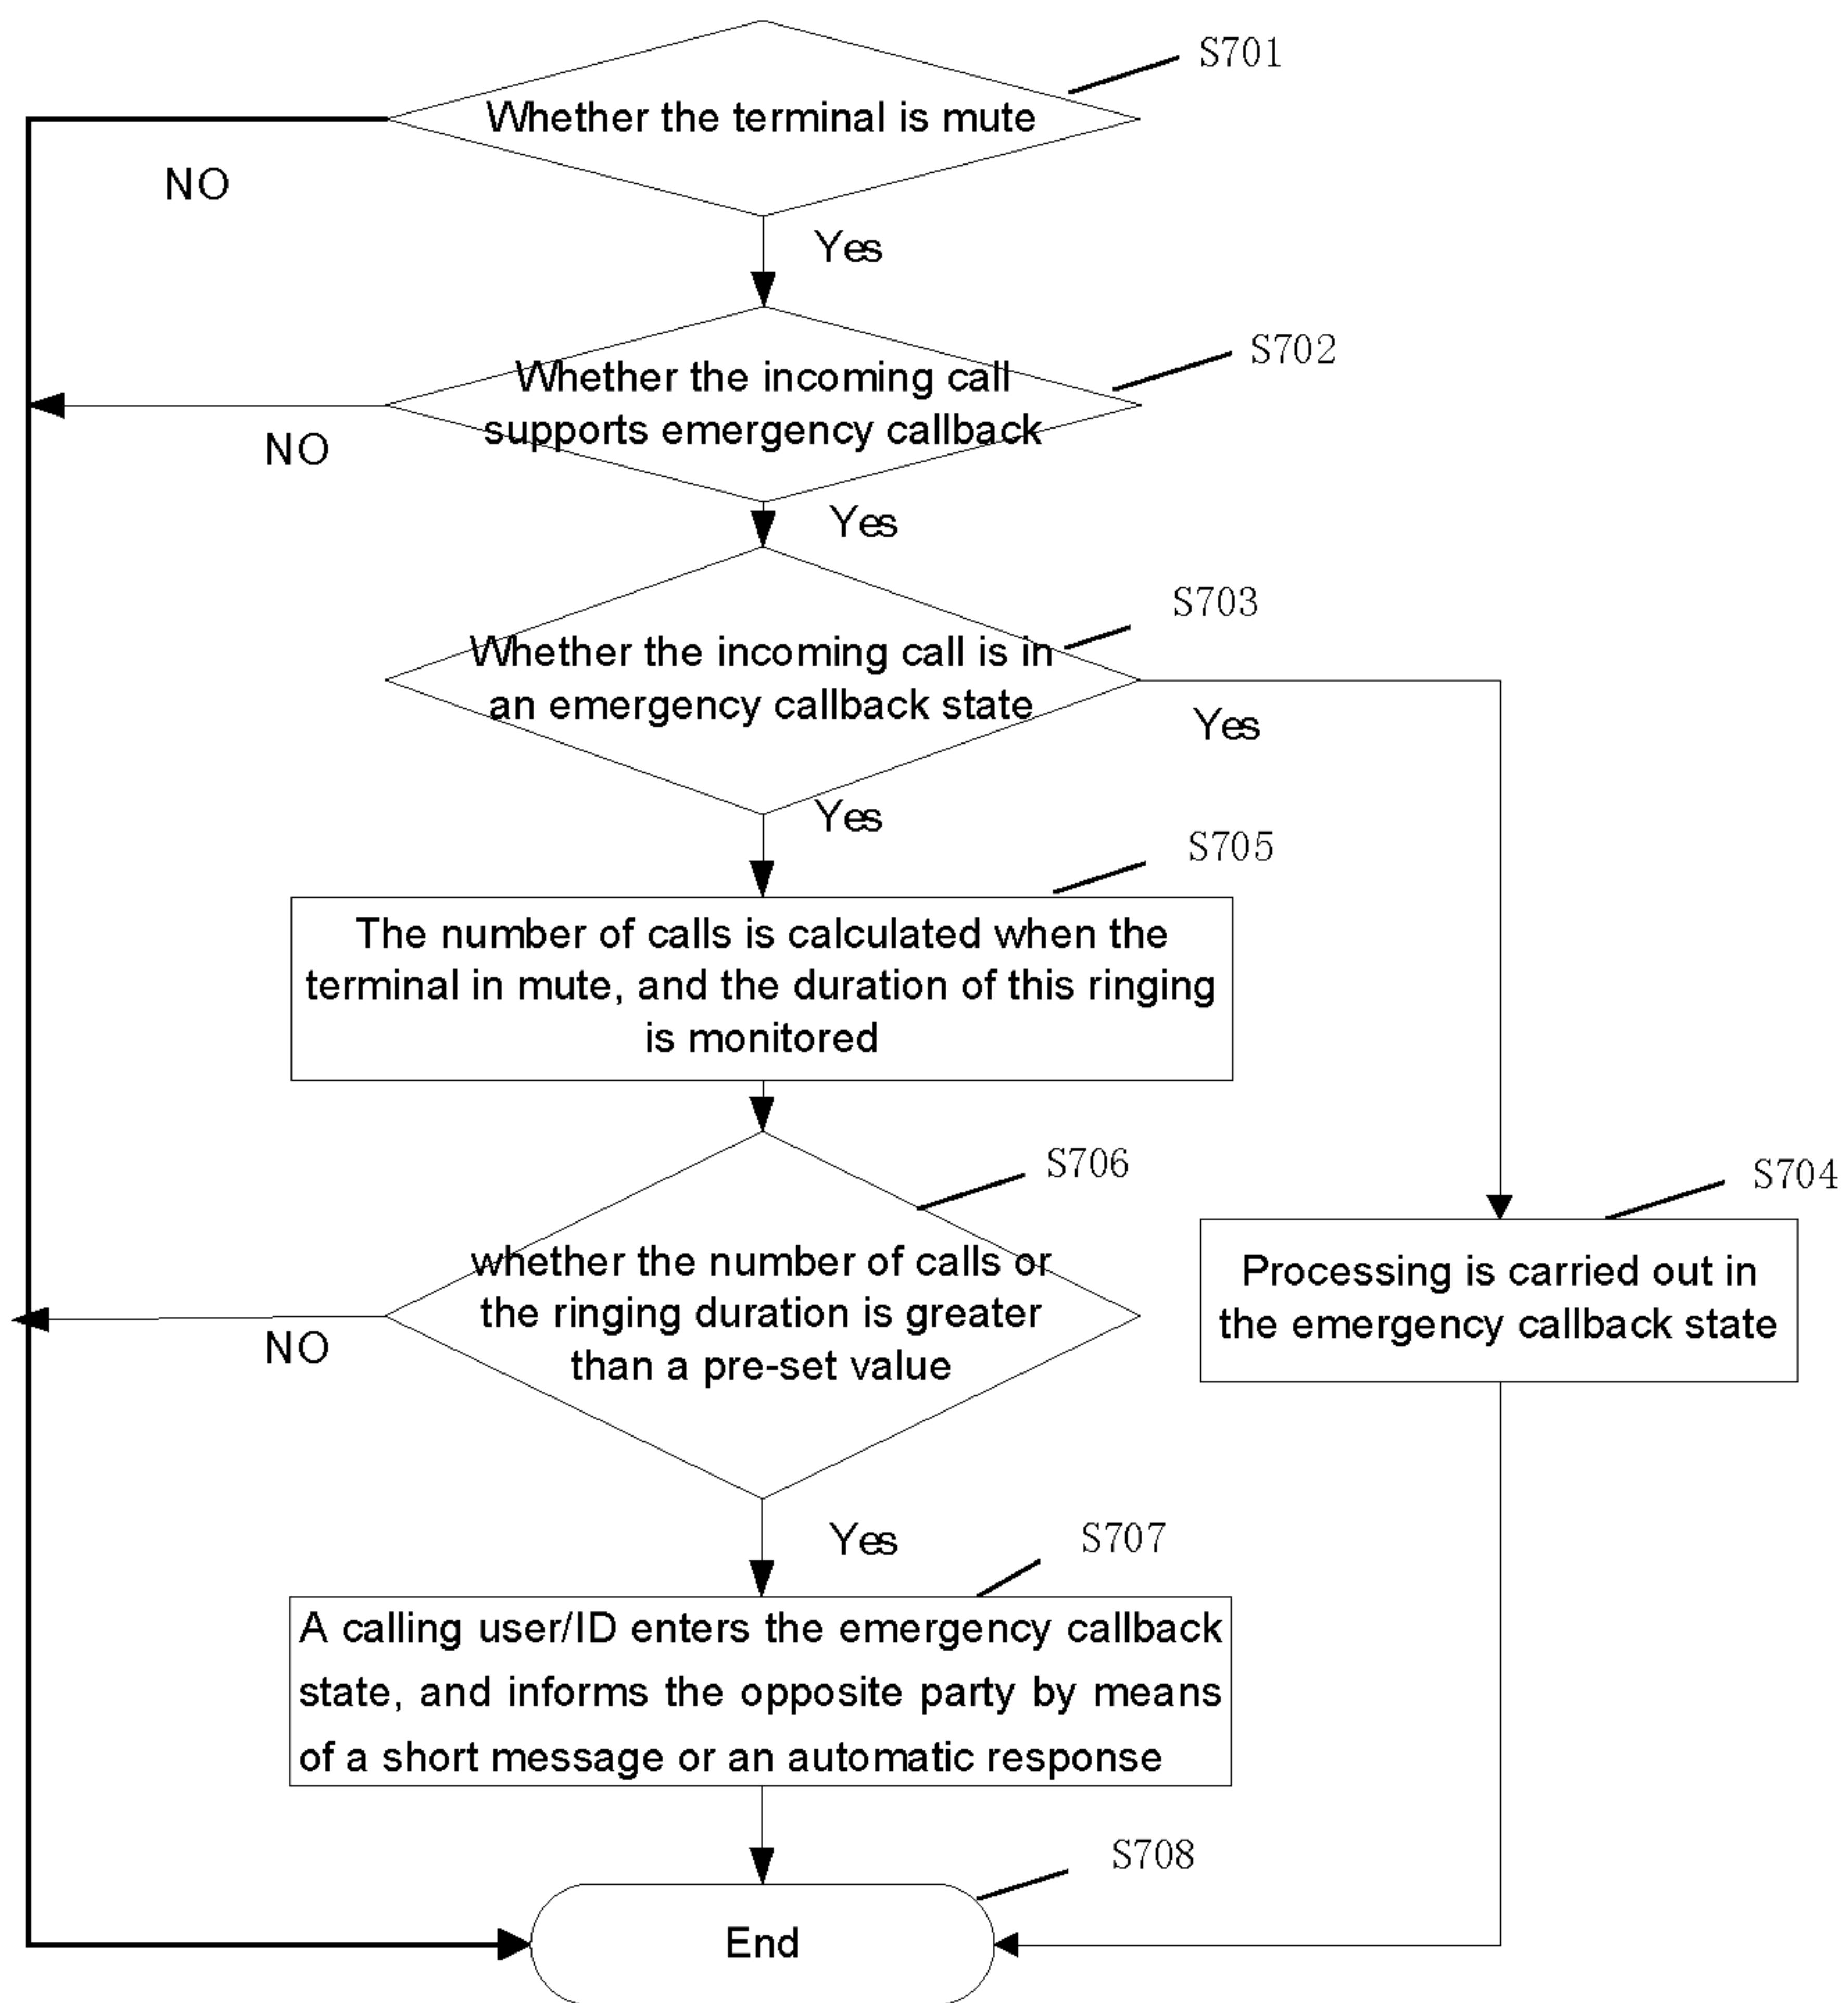 S701
Whether the terminal is mute
NO
Yes
S702
Whether the incoming call
supports emergency callback
NO
Yes
S703
Whether the incoming call is in
an emergency callback state
Yes
Yes
S705
The number of calls is calculated when the
terminal in mute, and the duration of this ringing
is monitored
S706
S704
whether the number of calls or
the ringing duration is greater
than a pre-set value
NO
Processing is carried out in
the emergency callback state
Yes
S707
A calling user/ID enters the emergency callback
state, and informs the opposite party by means
of a short message or an automatic response
S708
End